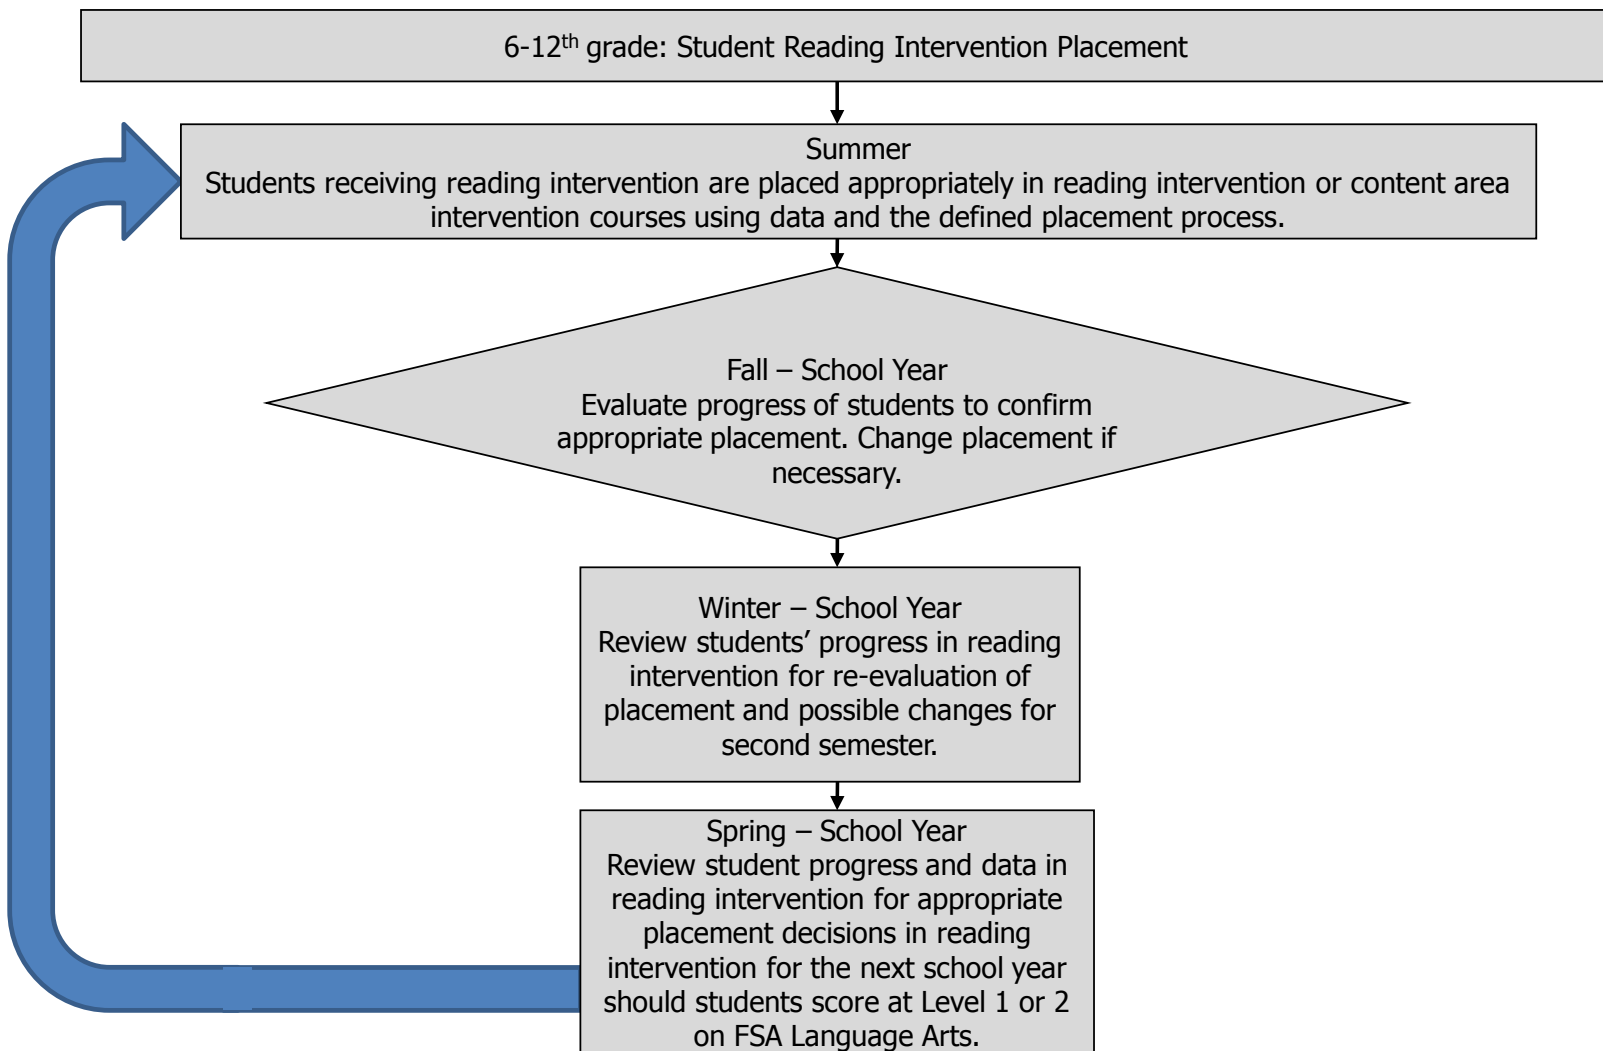 6-12th grade: Student Reading Intervention Placement
Summer
Students receiving reading intervention are placed appropriately in reading intervention or content area
intervention courses using data and the defined placement process.
Fall – School Year
Evaluate progress of students to confirm
appropriate placement. Change placement if
necessary.
Winter – School Year
Review students’ progress in reading
intervention for re-evaluation of
placement and possible changes for
second semester.
Spring – School Year
Review student progress and data in
reading intervention for appropriate
placement decisions in reading
intervention for the next school year
should students score at Level 1 or 2
on FSA Language Arts.